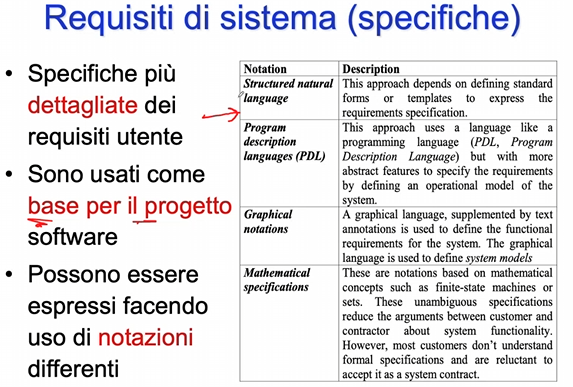 Requisiti di sistema (specifiche)
• Specifiche più
dettagliate dei
requisiti utente
• Sono usati come
base per il progetto
software
• Possono essere
espressi facendo
uso di notazioni
differenti
Notation Description
Structured natural
language
This approach depends on defining standard
forms or templates to express the
requirements specification.
Program
description
languages (PDL)
This approach uses a language like a
programming language (PDL, Program
Description Language) but with more
abstract features to specify the requirements
by defining an operational model of the
system.
Graphical
notations
A graphical language, supplemented by text
annotations is used to define the functional
requirements for the system. The graphical
language is used to define system models
Mathematical
specifications
These are notations based on mathematical
concepts such as finite-state machines or
sets. These unambiguous specifications
reduce the arguments between customer and
contractor about system functionality.
However, most customers don't understand
formal specifications and are reluctant to
accept it as a system contract.